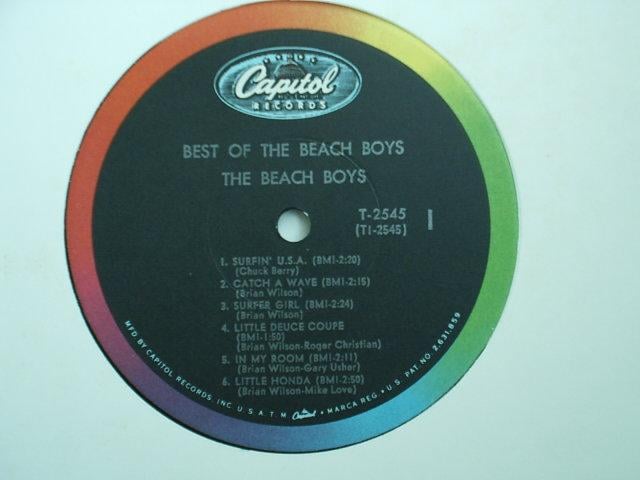 Capitol
RECORDS
BEST OF THE BEACH BOYS
THE BEACH BOYS
T-2545 1
(T1-2545)
1. SURFIN' U.S.A. (BMI-2:20)
(Chuck Berry)
2. CATCH A WAVE (BMI-2:15)
(Brian Wilson)
3. SURFER GIRL (BMI-2:24)
(Brian Wilson)
4. LITTLE DEUCE COUPE
(BMI-1:50)
(Brian Wilson-Roger Christian)
5. IN MY ROOM (BMI-2:11)
(Brian Wilson-Gary Usher)
6. LITTLE HONDA (BMI-2:50)
(Brian Wilson-Mike Love)
MFD. BY CAPITOL RECORDS, INC. U.S.A. T.M. Capitol • MARCA REG. • U.S. PAT. NO. 2,631,859